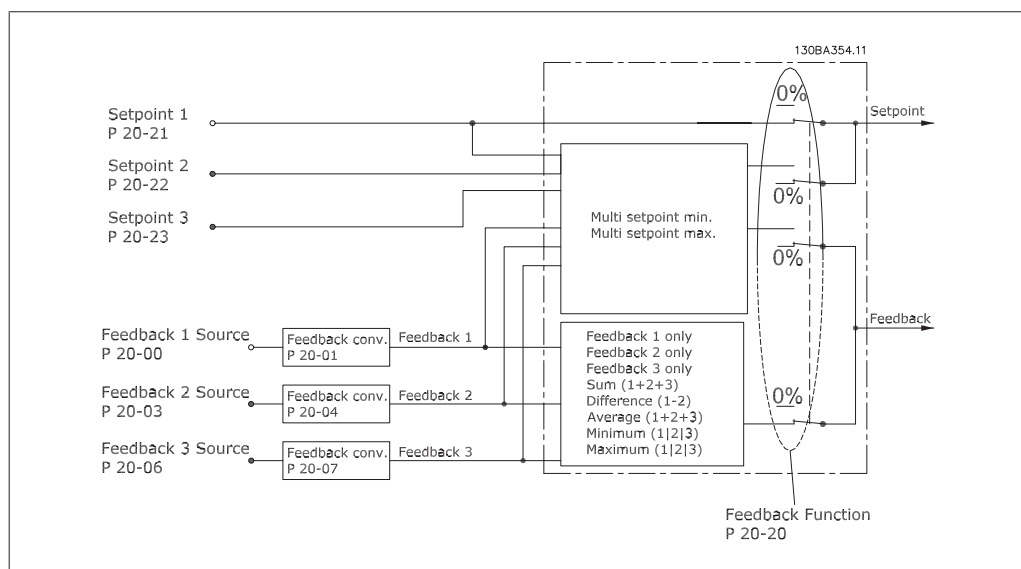 130BA354.11
0%
Setpoint 1
P 20-21
Setpoint
Setpoint 2
P 20-22
0%
Setpoint 3
P 20-23
Multi setpoint min.
Multi setpoint max.
0%
Feedback
Feedback 1 Source
P 20-00
Feedback conv.
P 20-01
Feedback 1
Feedback 2 Source
P 20-03
Feedback conv.
P 20-04
Feedback 2
Feedback 3 Source
P 20-06
Feedback conv.
P 20-07
Feedback 3
Feedback 1 only
Feedback 2 only
Feedback 3 only
Sum (1+2+3)
Difference (1-2)
Average (1+2+3)
Minimum (1|2|3)
Maximum (1|2|3)
0%
Feedback Function
P 20-20